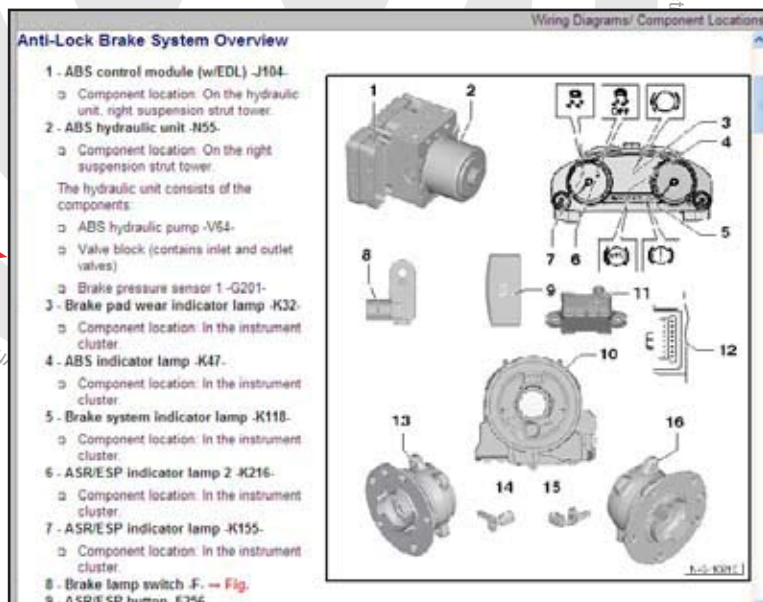 Wiring Diagrams/ Component Locations
Anti-Lock Brake System Overview
1 - ABS control module (w/EDL) -J104-
Component location: On the hydraulic
unit, right suspension strut tower.
2 - ABS hydraulic unit -N55-
Component location: On the right
suspension strut tower.
The hydraulic unit consists of the
components:
ABS hydraulic pump -V64-
Valve block (contains inlet and outlet
valves)
Brake pressure sensor 1 -G201-
3 - Brake pad wear indicator lamp -K32-
Component location: In the instrument
cluster.
4 - ABS indicator lamp -K47-
Component location: In the instrument
cluster.
5 - Brake system indicator lamp -K118-
Component location: In the instrument
cluster.
6 - ASR/ESP indicator lamp 2 -K216-
Component location: In the instrument
cluster.
7 - ASR/ESP indicator lamp -K155-
Component location: In the instrument
cluster.
8 - Brake lamp switch -F- → Fig.
9 - ASR/ESP button -E256-
1
2
OFF
3
4
5
7
6
8
9
11
E
12
10
13
16
14
15